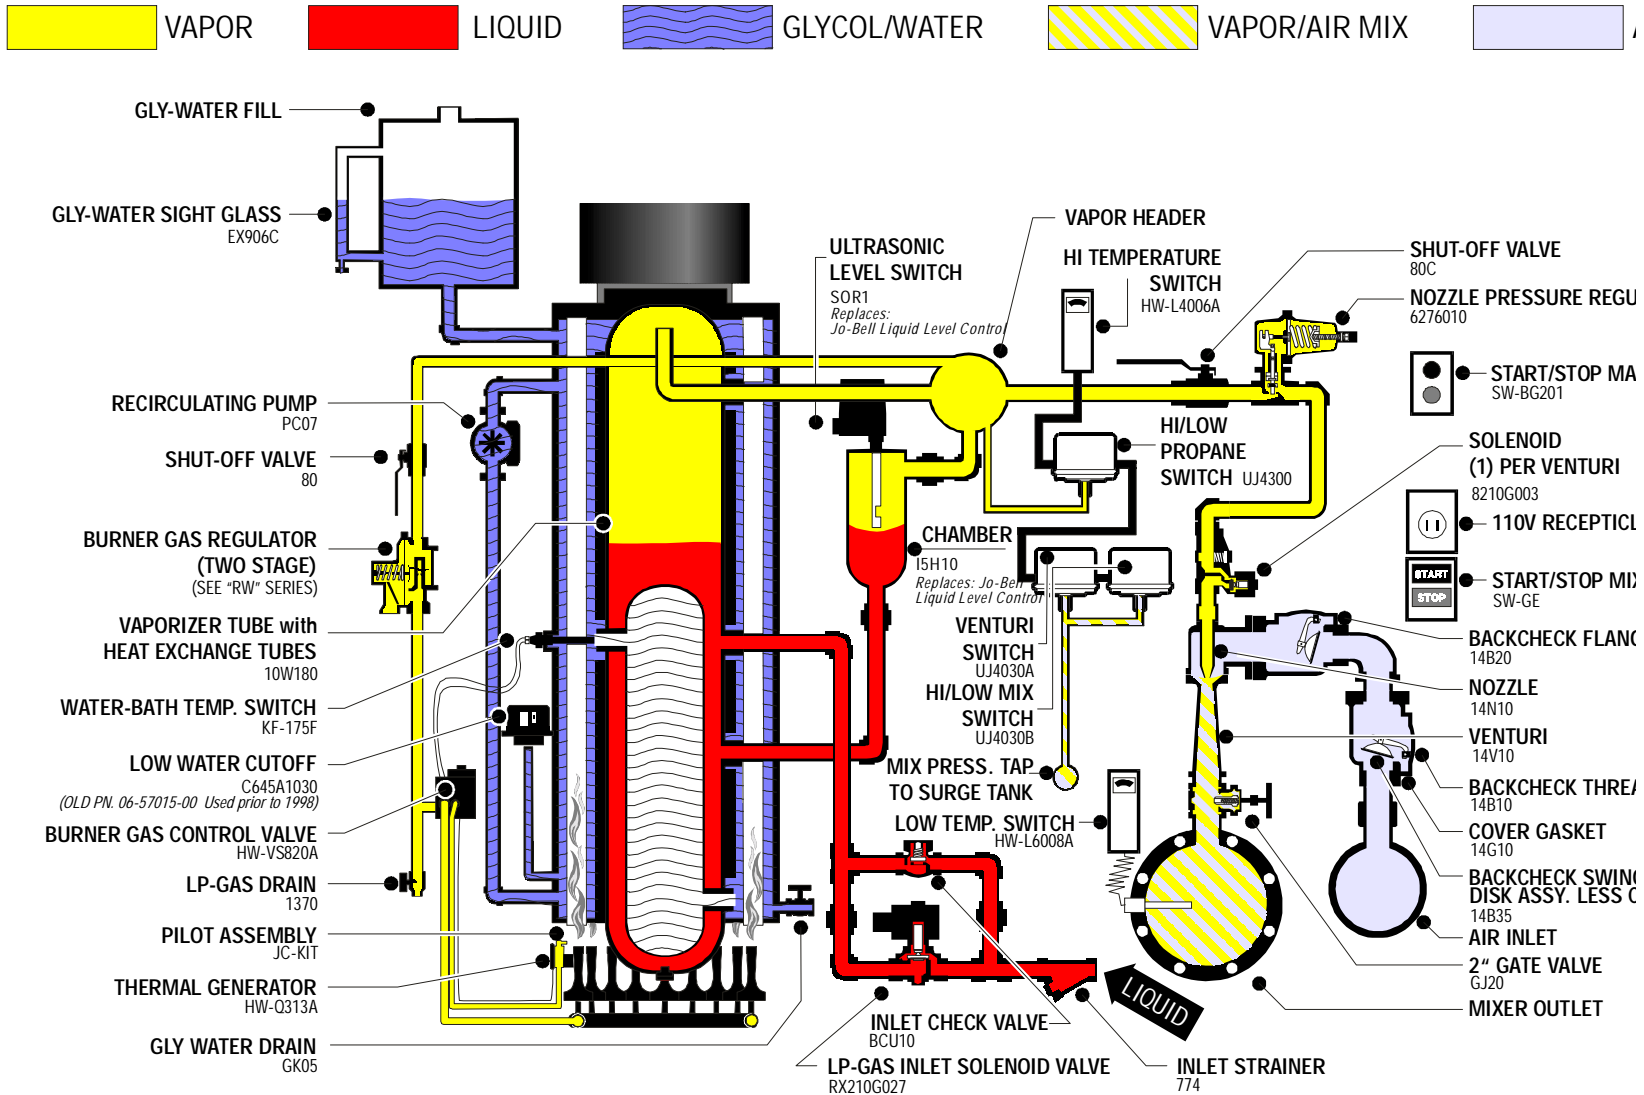 VAPOR
LIQUID
GLYCOL/WATER
VAPOR/AIR MIX
GLY-WATER FILL
GLY-WATER SIGHT GLASS
EX906C
RECIRCULATING PUMP
PC07
SHUT-OFF VALVE
80
BURNER GAS REGULATOR
(TWO STAGE)
(SEE "RW" SERIES)
VAPORIZER TUBE with
HEAT EXCHANGE TUBES
10W180
WATER-BATH TEMP. SWITCH
KF-175F
LOW WATER CUTOFF
C645A1030
(OLD PN. 06-57015-00 Used prior to 1998)
BURNER GAS CONTROL VALVE
HW-VS820A
LP-GAS DRAIN
1370
PILOT ASSEMBLY
JC-KIT
THERMAL GENERATOR
HW-Q313A
GLY WATER DRAIN
GK05
ULTRASONIC
LEVEL SWITCH
SOR1
Replaces:
Jo-Bell Liquid Level Control
VAPOR HEADER
HI TEMPERATURE
SWITCH
HW-L4006A
HI/LOW
PROPANE
SWITCH UJ4300
CHAMBER
I5H10
Replaces: Jo-Bell
Liquid Level Control
VENTURI
SWITCH
UJ4030A
HI/LOW MIX
SWITCH
UJ4030B
MIX PRESS. TAP
TO SURGE TANK
LOW TEMP. SWITCH
HW-L6008A
LIQUID
INLET CHECK VALVE
BCU10
LP-GAS INLET SOLENOID VALVE
RX210G027
INLET STRAINER
774
SHUT-OFF VALVE
80C
NOZZLE PRESSURE REGU
6276010
START/STOP MA
SW-BG201
SOLENOID
(1) PER VENTURI
8210G003
110V RECEPTICL
START
STOP
START/STOP MIX
SW-GE
BACKCHECK FLANG
14B20
NOZZLE
14N10
VENTURI
14V10
BACKCHECK THREA
14B10
COVER GASKET
14G10
BACKCHECK SWING
DISK ASSY. LESS C
14B35
AIR INLET
2" GATE VALVE
GJ20
MIXER OUTLET